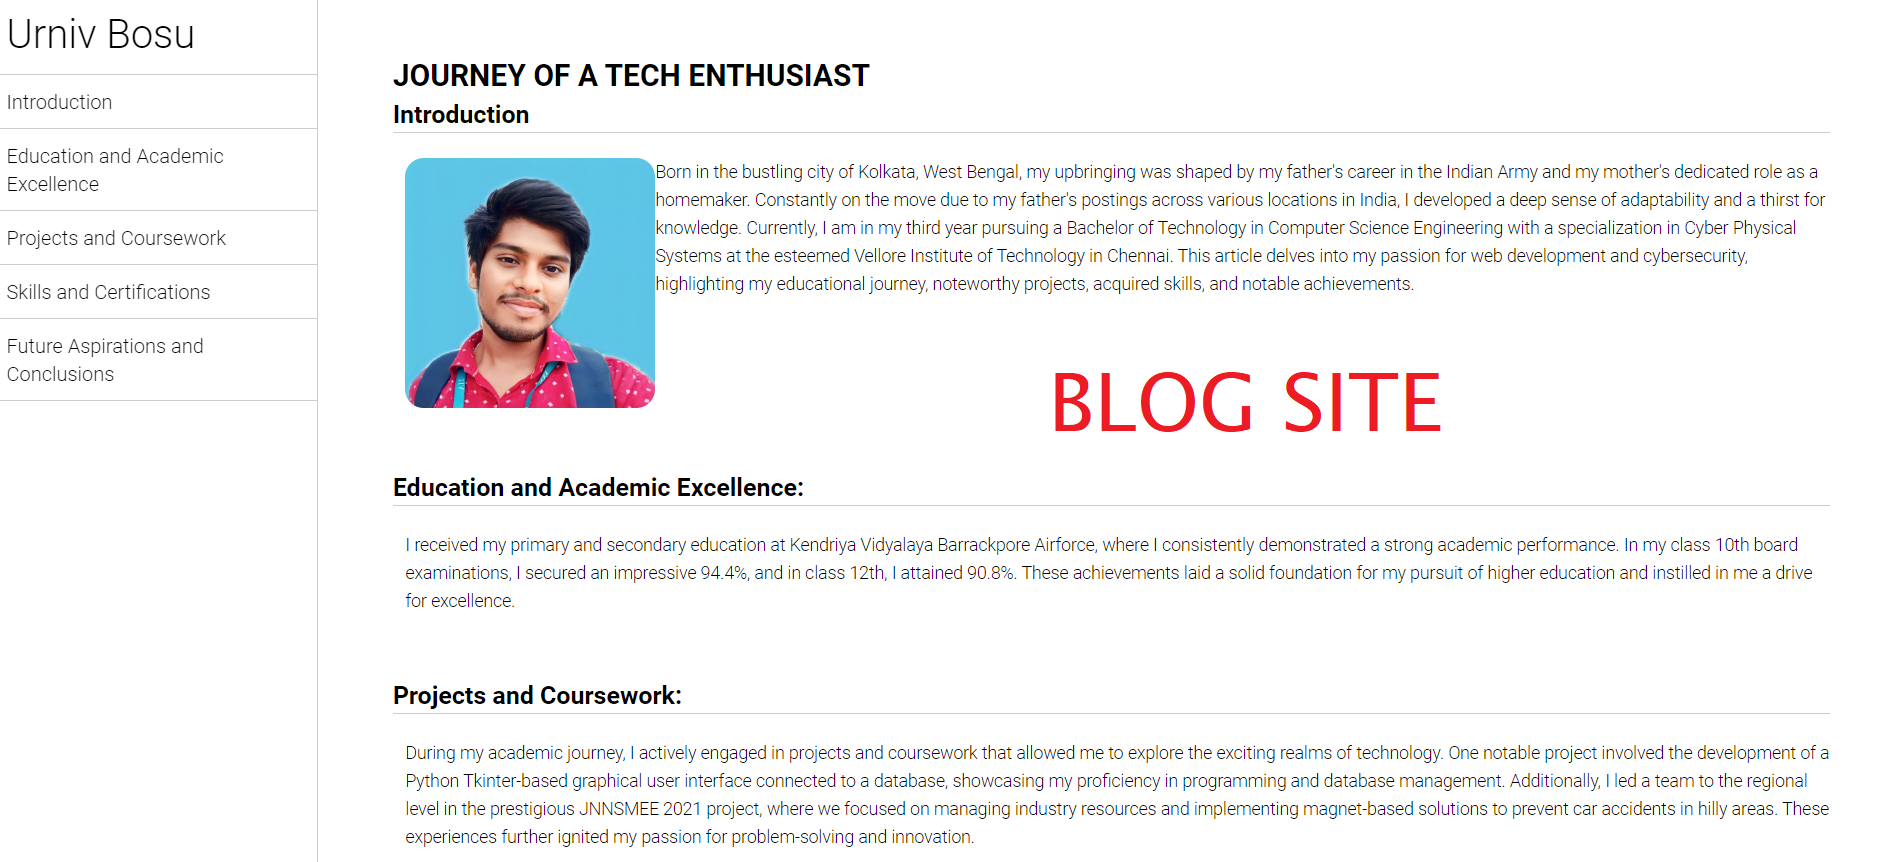 Urniv Bosu
Introduction
Education and Academic
Excellence
Projects and Coursework
Skills and Certifications
Future Aspirations and
Conclusions
JOURNEY OF A TECH ENTHUSIAST
Introduction
Born in the bustling city of Kolkata, West Bengal, my upbringing was shaped by my father's career in the Indian Army and my mother's dedicated role as a
homemaker. Constantly on the move due to my father's postings across various locations in India, I developed a deep sense of adaptability and a thirst for
knowledge. Currently, I am in my third year pursuing a Bachelor of Technology in Computer Science Engineering with a specialization in Cyber Physical
Systems at the esteemed Vellore Institute of Technology in Chennai. This article delves into my passion for web development and cybersecurity,
highlighting my educational journey, noteworthy projects, acquired skills, and notable achievements.
BLOG SITE
Education and Academic Excellence:
I received my primary and secondary education at Kendriya Vidyalaya Barrackpore Airforce, where I consistently demonstrated a strong academic performance. In my class 10th board
examinations, I secured an impressive 94.4%, and in class 12th, I attained 90.8%. These achievements laid a solid foundation for my pursuit of higher education and instilled in me a drive
for excellence.
Projects and Coursework:
During my academic journey, I actively engaged in projects and coursework that allowed me to explore the exciting realms of technology. One notable project involved the development of a
Python Tkinter-based graphical user interface connected to a database, showcasing my proficiency in programming and database management. Additionally, I led a team to the regional
level in the prestigious JNNSMEE 2021 project, where we focused on managing industry resources and implementing magnet-based solutions to prevent car accidents in hilly areas. These
experiences further ignited my passion for problem-solving and innovation.